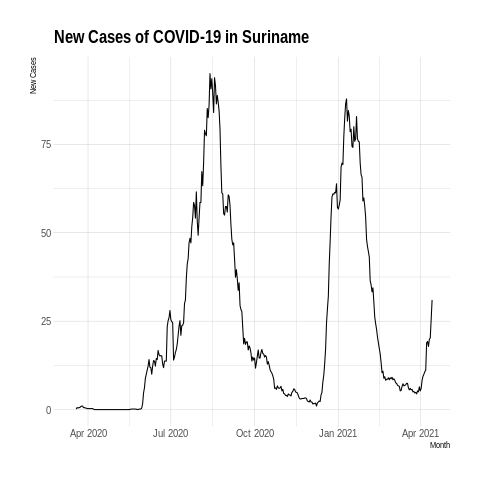 New Cases of COVID-19 in Suriname
New Cases
75
50
25
0
Apr 2020 Jul 2020 Oct 2020 Jan 2021 Apr 2021
Month